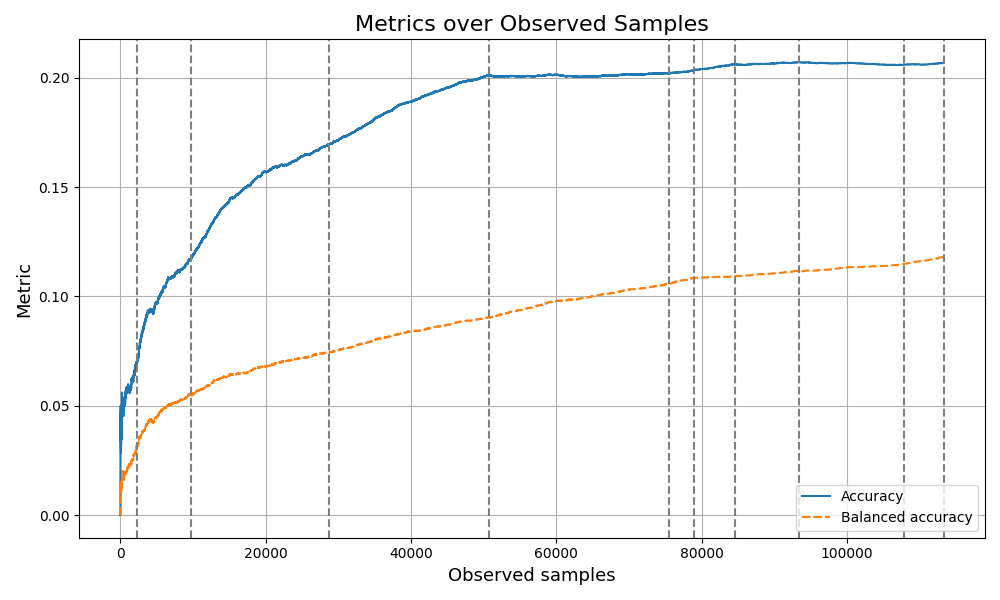 Metrics over Observed Samples
Metric
0.20
0.15
0.10
0.05
0.00
0
20000
40000
60000
80000
100000
Observed samples
Accuracy
Balanced accuracy